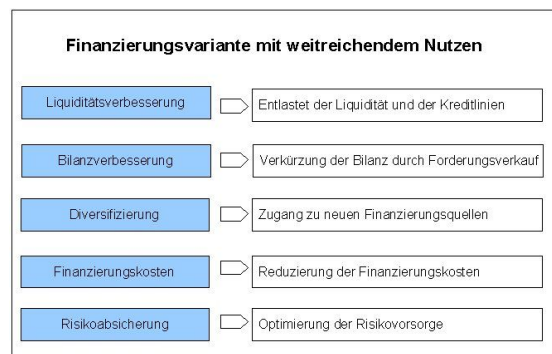 Finanzierungsvariante mit weitreichendem Nutzen
Liquiditätsverbesserung
Entlastet der Liquidität und der Kreditlinien
Bilanzverbesserung
Verkürzung der Bilanz durch Forderungsverkauf
Diversifizierung
Zugang zu neuen Finanzierungsquellen
Finanzierungskosten
Reduzierung der Finanzierungskosten
Risikoabsicherung
Optimierung der Risikovorsorge